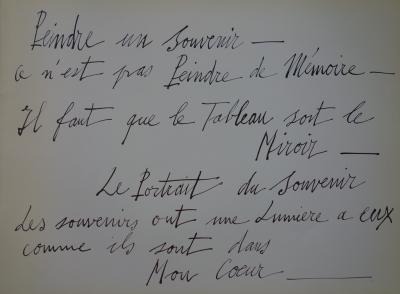 Peindre un Souvenir —
ce n'est pas Peindre de Mémoire —
Il faut que le Tableau soit le
Miroir —
Le Portrait du Souvenir
Les souvenirs ont une Lumière a eux
comme ils sont dans
Mon Coeur —